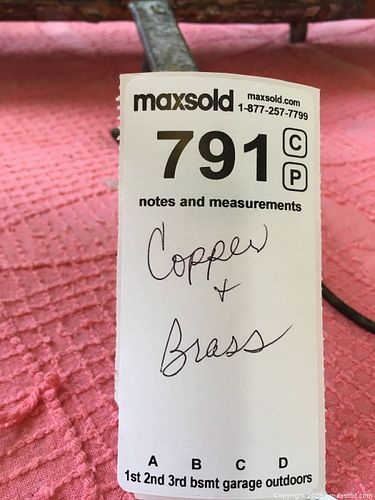 maxsold maxsold.com
1-877-257-7799
791 C
P
notes and measurements
Copper
+
Brass
A B C D
1st 2nd 3rd bsmt garage outdoors